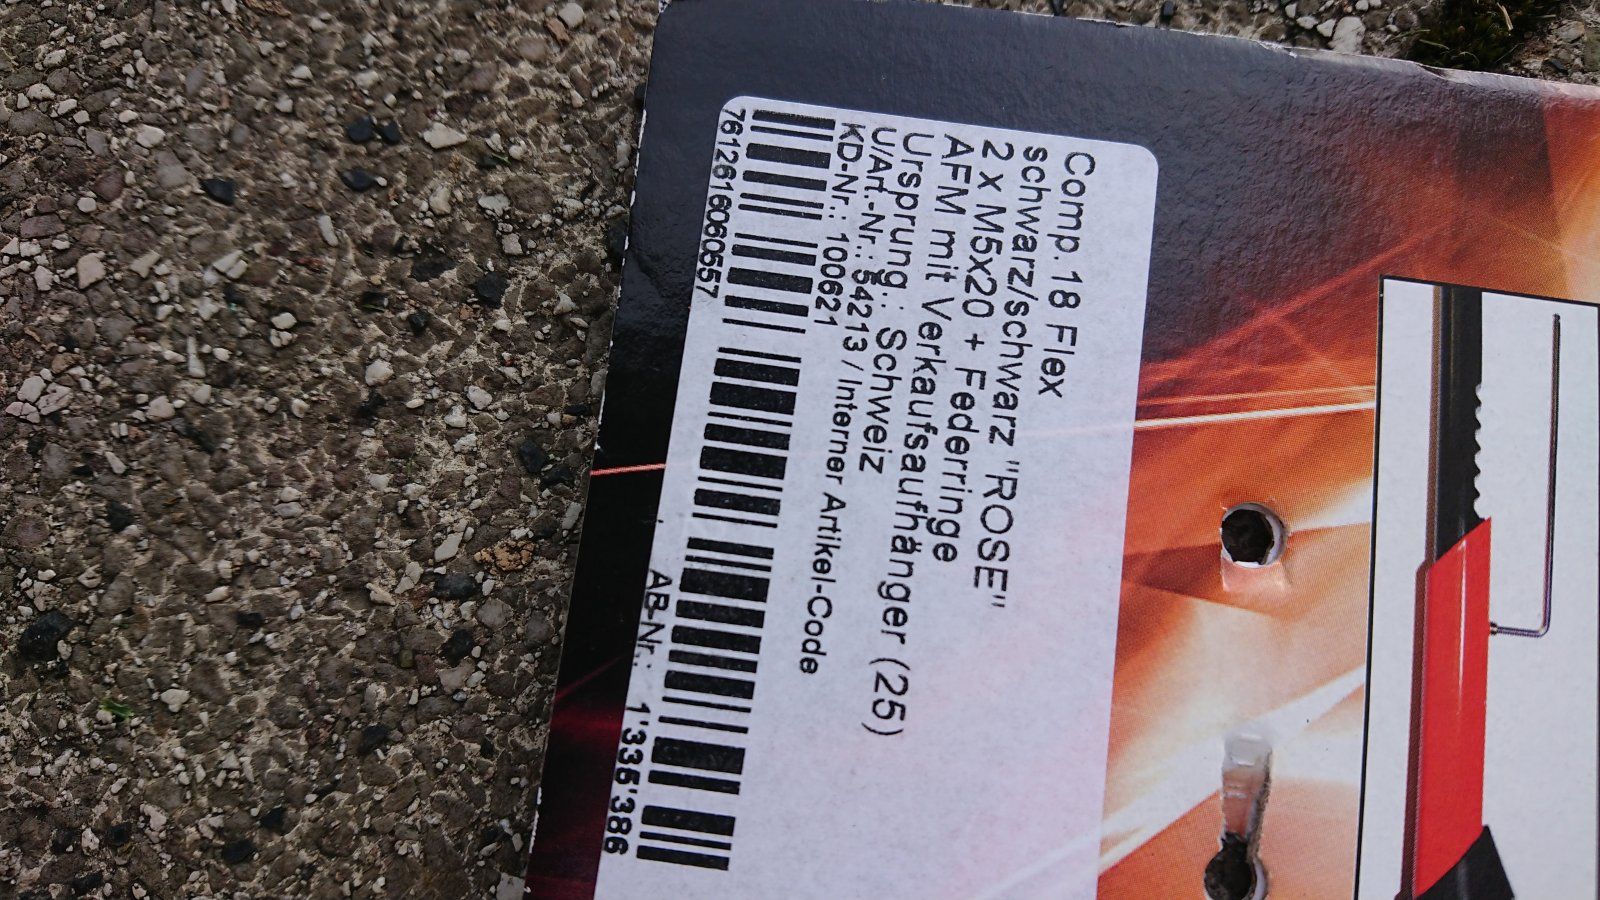 Comp.18 Flex
schwarz/schwarz "ROSE"
2 x M5x20 + Federringe
AFM mit Verkaufsaufhänger (25)
Ursprung.: Schweiz
U/Art.-Nr.: 54213 / Interner Artikel-Code
KD-Nr.: 100621
7612616060557
AB-Nr.: 1'335'386